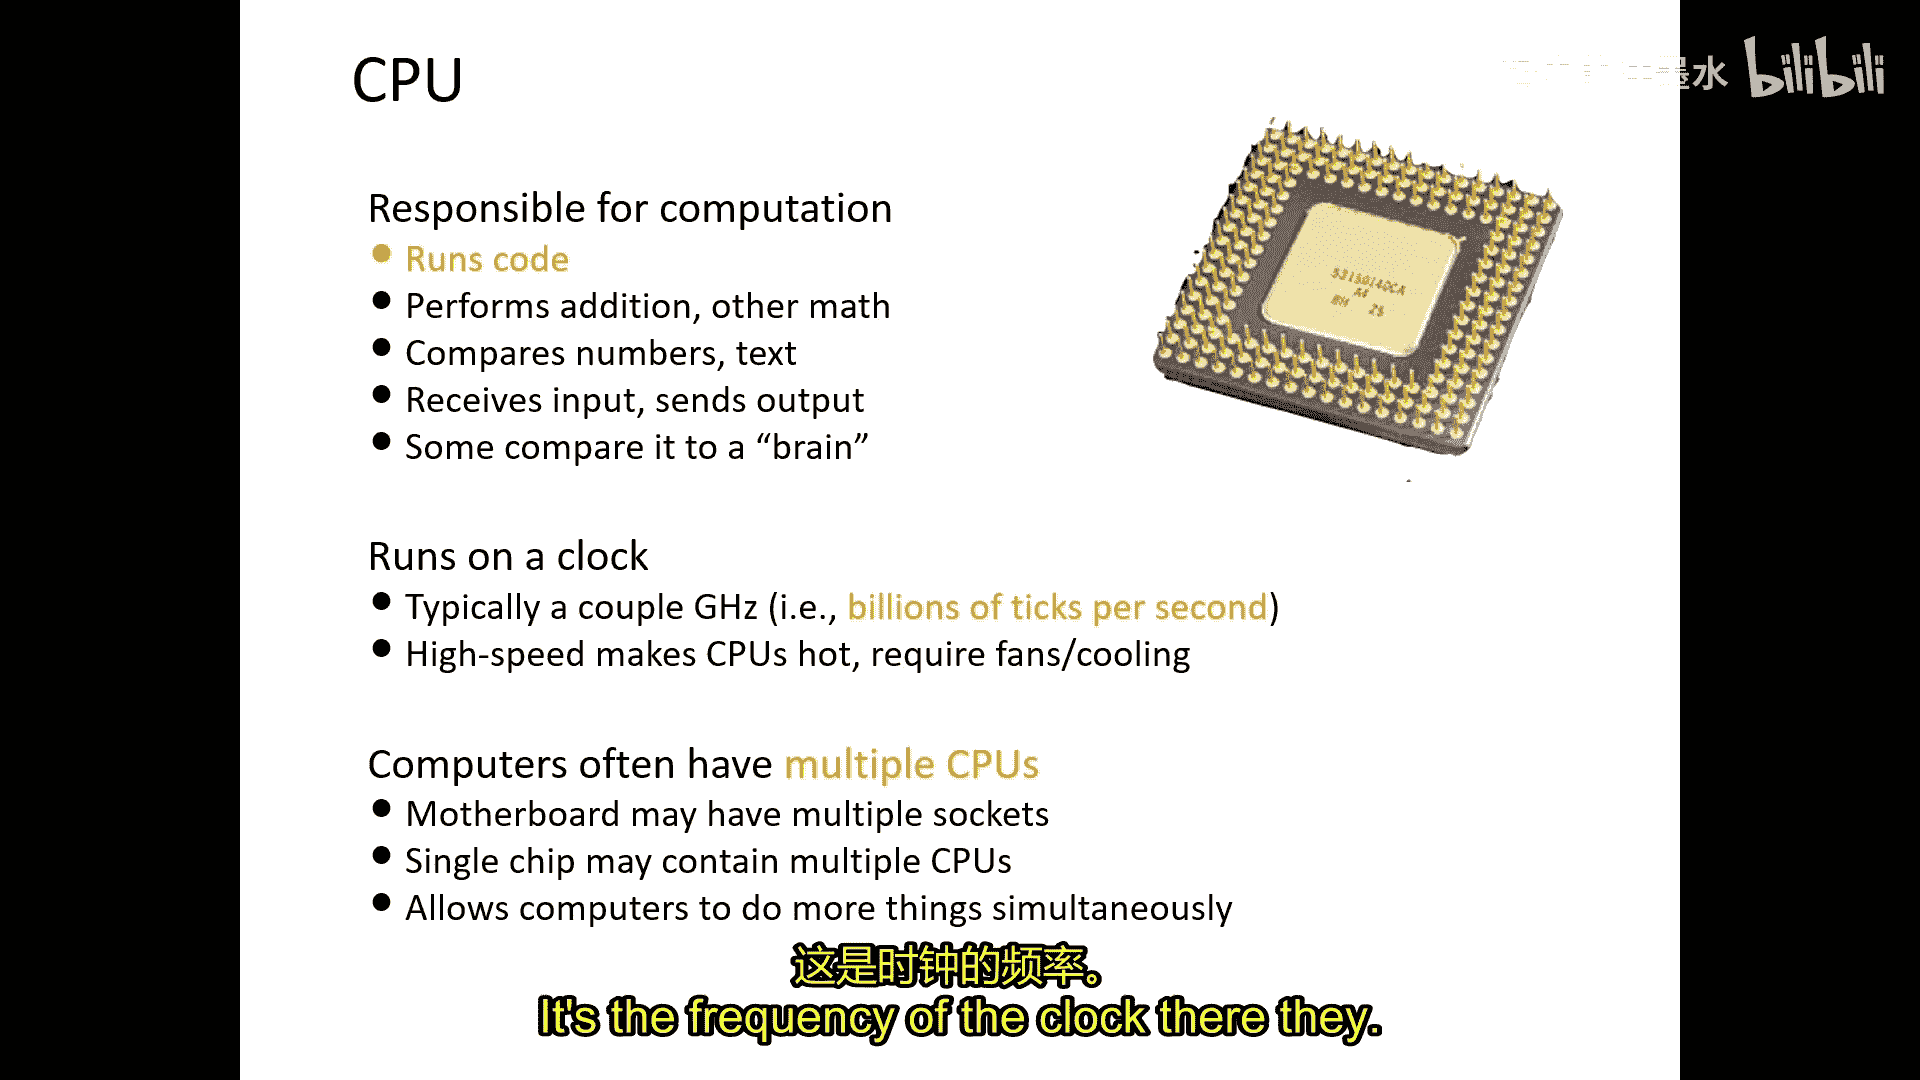 CPU
墨水 bilibili
Responsible for computation
• Runs code
• Performs addition, other math
• Compares numbers, text
• Receives input, sends output
• Some compare it to a “brain”
Runs on a clock
• Typically a couple GHz (i.e., billions of ticks per second)
• High-speed makes CPUs hot, require fans/cooling
Computers often have multiple CPUs
• Motherboard may have multiple sockets
• Single chip may contain multiple CPUs
• Allows computers to do more things simultaneously
这是时钟的频率。
It's the frequency of the clock there they.